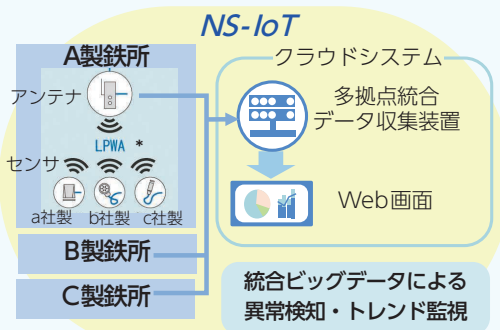 NS-IoT
A製鉄所
アンテナ
LPWA *
センサ
a社製 b社製 c社製
B製鉄所
C製鉄所
クラウドシステム
多拠点統合
データ収集装置
Web画面
統合ビッグデータによる
異常検知・トレンド監視